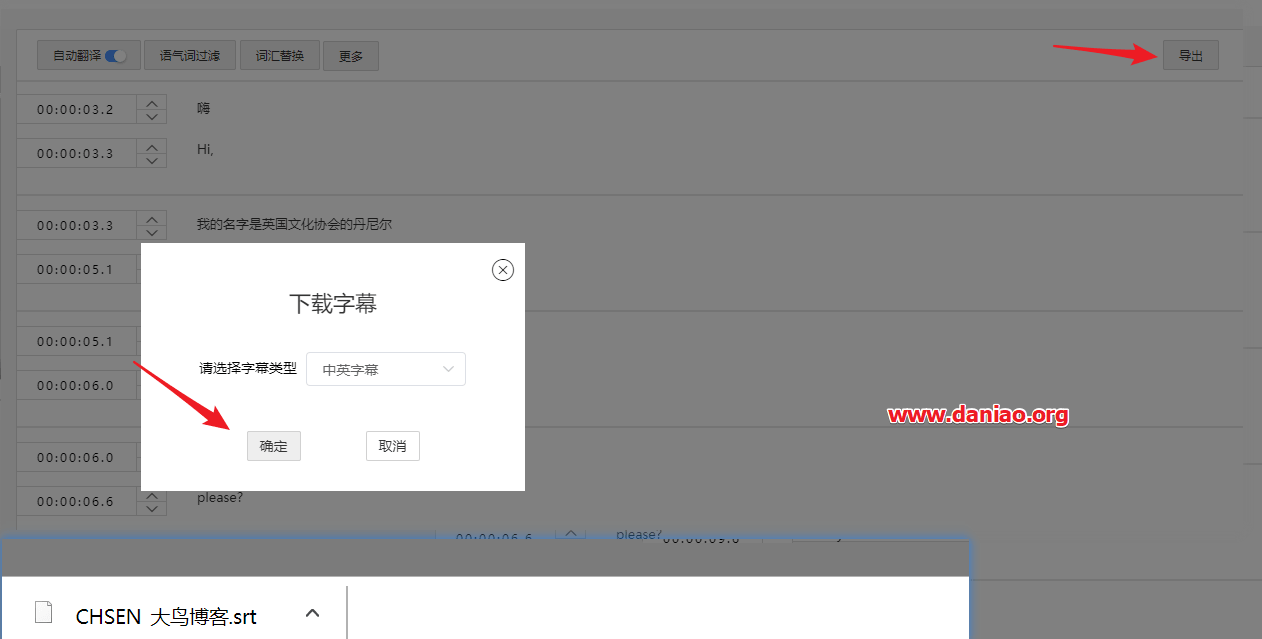 自动翻译 语气词过滤 词汇替换 更多 导出
00:00:03.2 嗨
00:00:03.3 Hi,
00:00:03.3 我的名字是英国文化协会的丹尼尔
00:00:05.1
00:00:05.1
00:00:06.0
00:00:06.0
00:00:06.6 please?
下载字幕
请选择字幕类型 中英字幕
确定 取消
www.daniao.org
00:00:06.6 please?
00:00:09.6
CHSEN 大鸟博客.srt